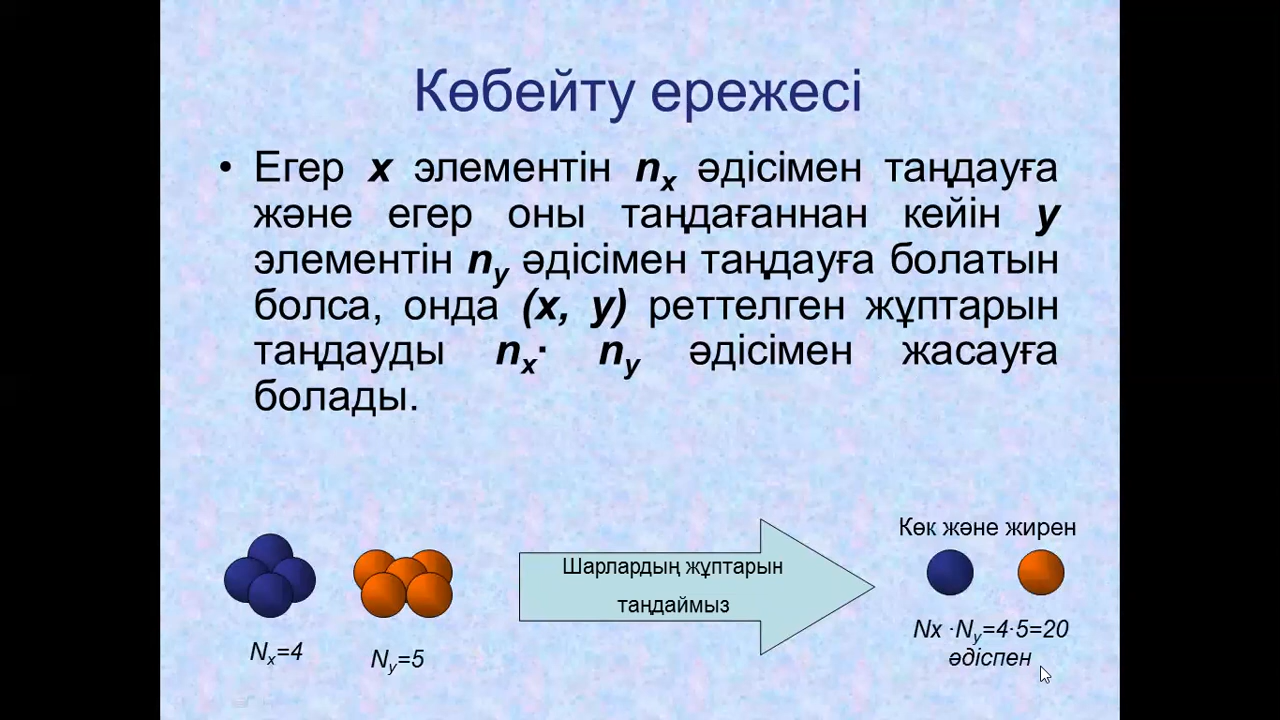 Көбейту ережесі
• Егер x элементін nx әдісімен таңдауға
және егер оны таңдағаннан кейін y
элементін ny әдісімен таңдауға болатын
болса, онда (x, y) реттелген жұптарын
таңдауды nx· ny әдісімен жасауға
болады.
Көк және жирен
Шарлардың жұптарын
таңдаймыз
Nx=4
Ny=5
Nx ·Ny=4·5=20
әдіспен